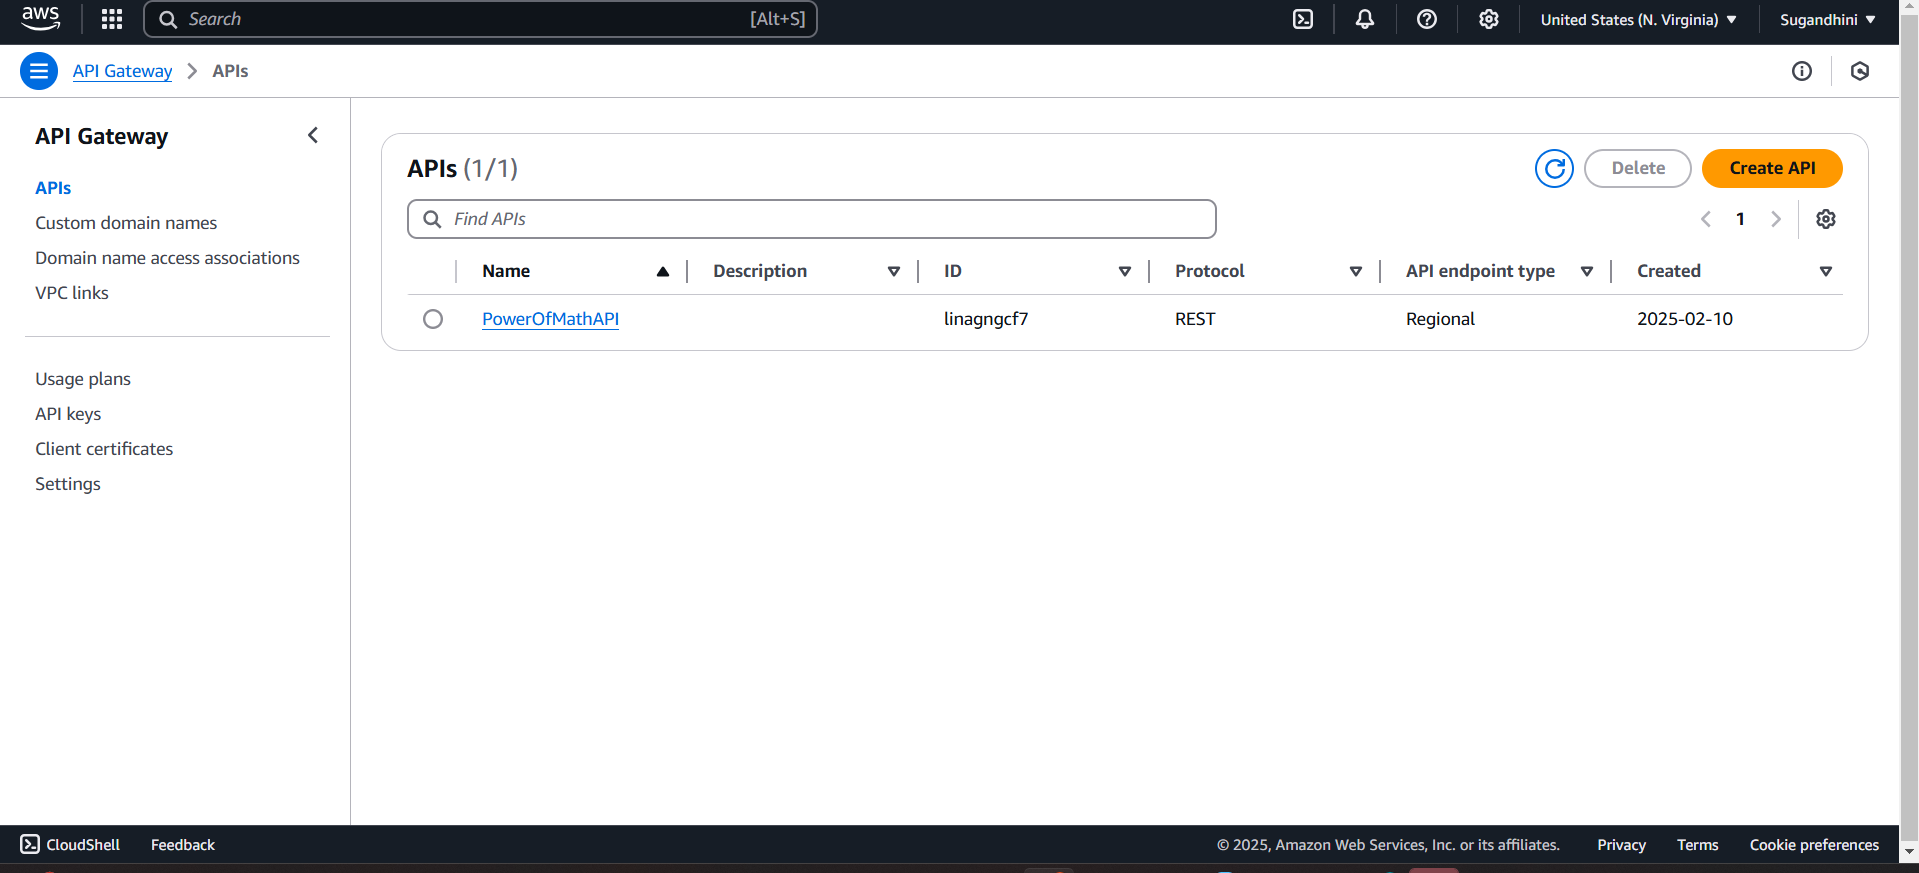 aws Search [Alt+S] United States (N. Virginia) Sugandhini
API Gateway APIs
API Gateway
APIs
Custom domain names
Domain name access associations
VPC links
Usage plans
API keys
Client certificates
Settings
APIs (1/1) Delete Create API
Find APIs 1
Name Description ID Protocol API endpoint type Created
PowerOfMathAPI linagngcf7 REST Regional 2025-02-10
CloudShell Feedback © 2025, Amazon Web Services, Inc. or its affiliates. Privacy Terms Cookie preferences